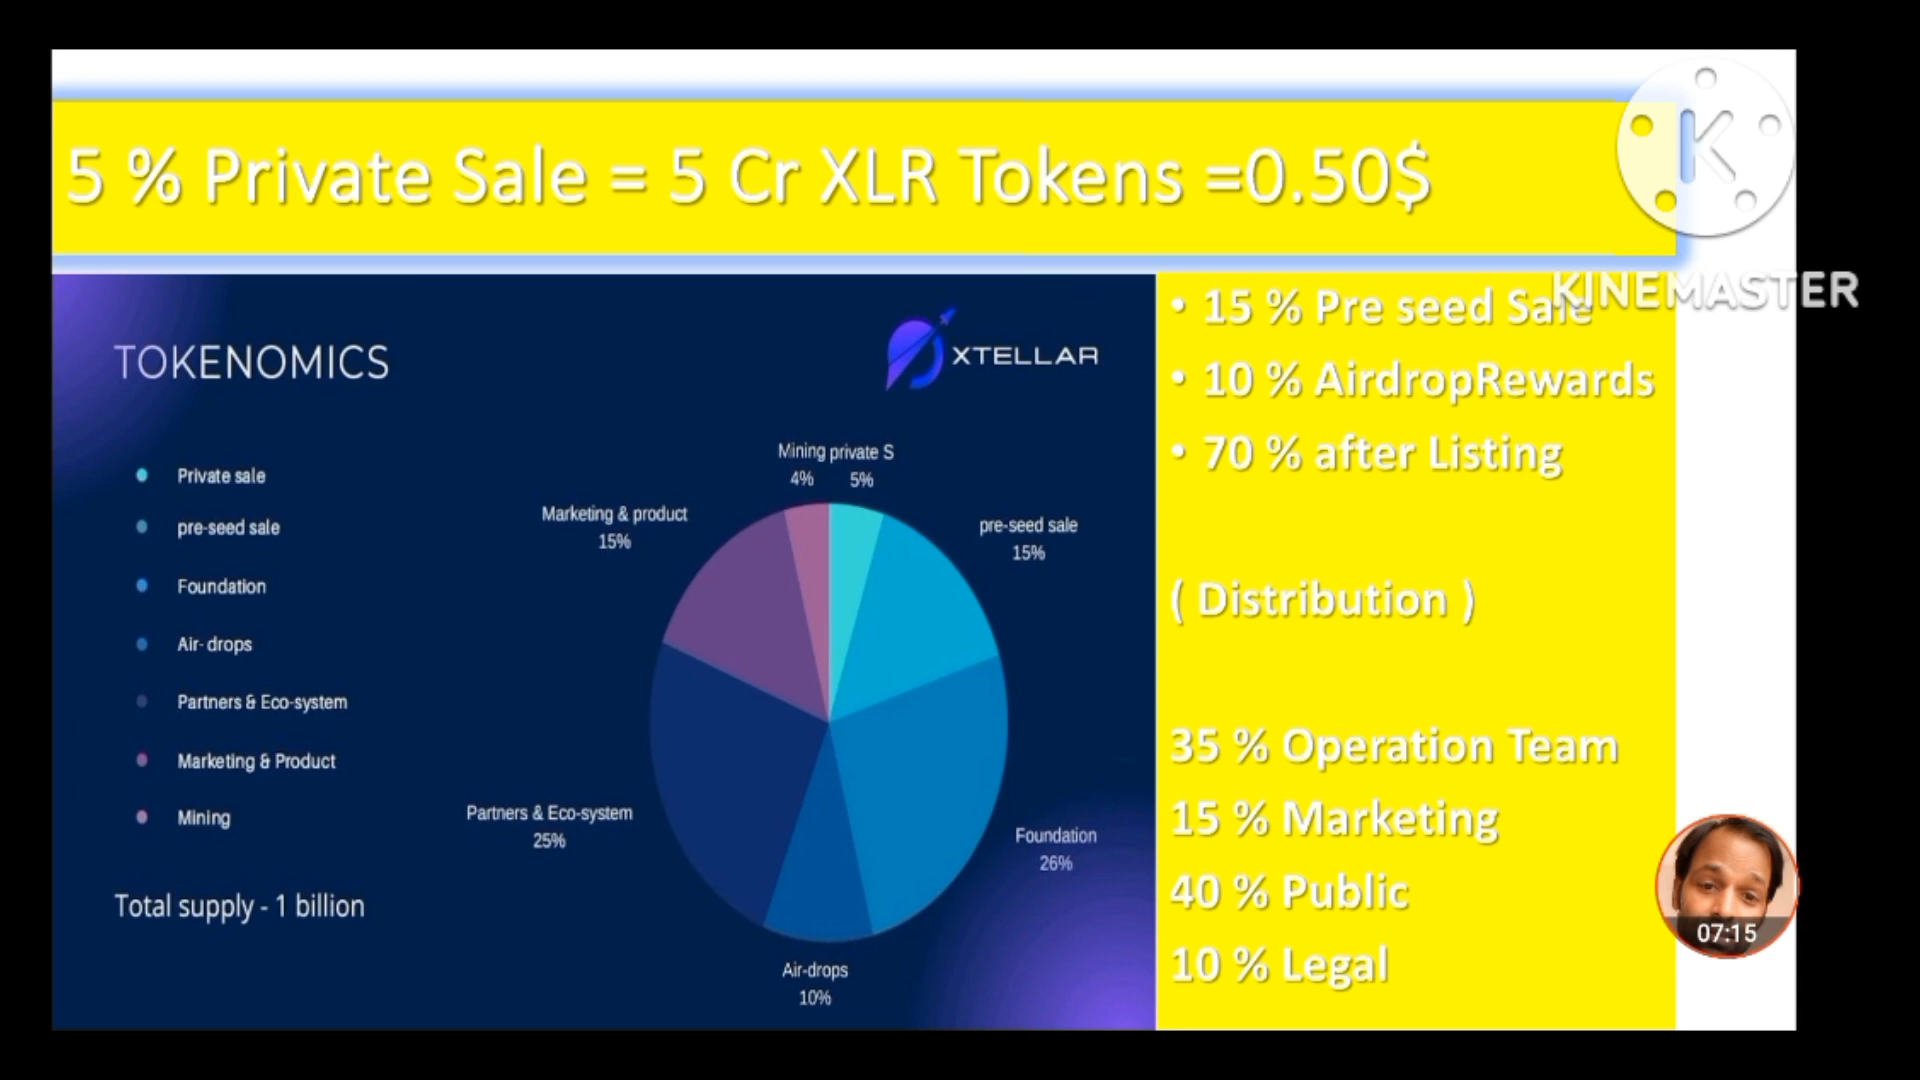 5 % Private Sale = 5 Cr XLR Tokens =0.50$
K
KINEMASTER
TOKENOMICS
XTELLAR
Private sale
pre-seed sale
Foundation
Air-drops
Partners & Eco-system
Marketing & Product
Mining
Total supply - 1 billion
Mining private S
4% 5%
Marketing & product
15%
pre-seed sale
15%
Partners & Eco-system
25%
Foundation
26%
Air-drops
10%
• 15 % Pre seed Sale
• 10 % AirdropRewards
• 70 % after Listing
( Distribution )
35 % Operation Team
15 % Marketing
40 % Public
10 % Legal
07:15